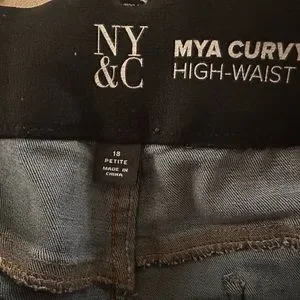 NY
&C
MYA CURVY
HIGH-WAIST
18
PETITE
MADE IN
CHINA